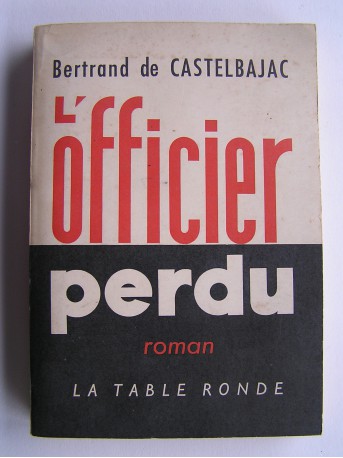 Bertrand de CASTELBAJAC
L'
officier
perdu
roman
LA TABLE RONDE